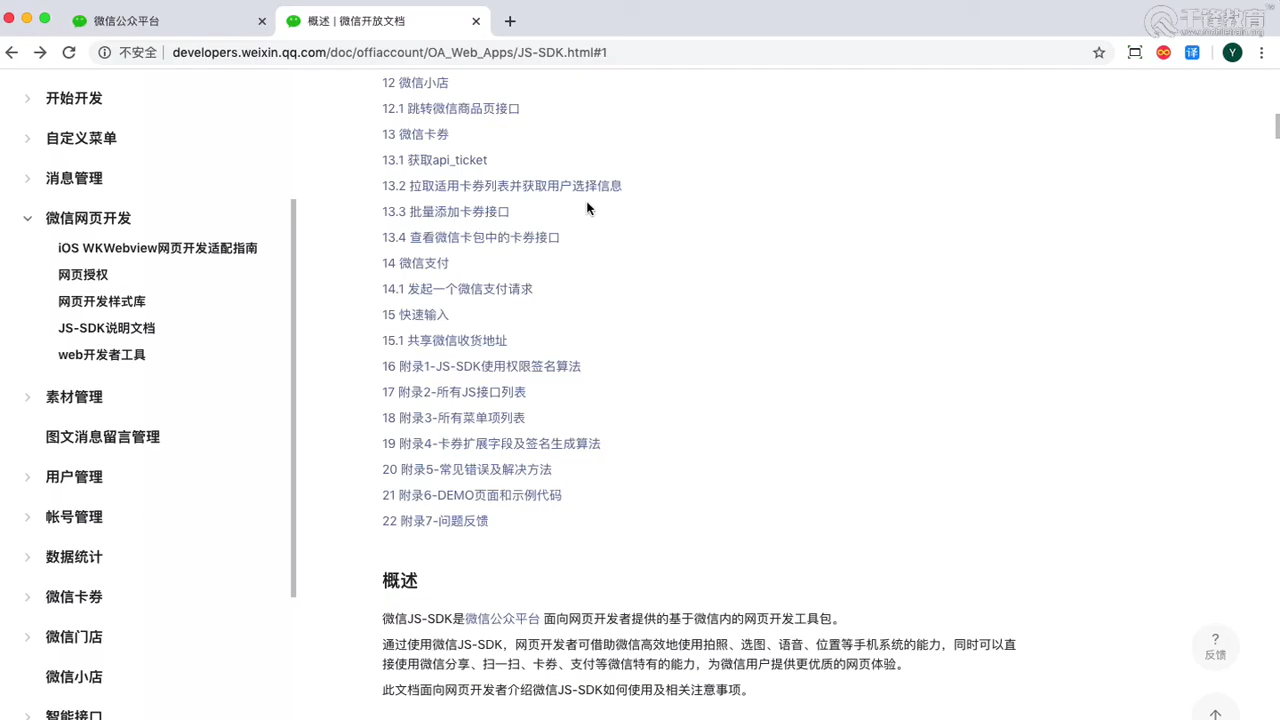 微信公众平台
概述 | 微信开放文档
千锋教育
www.mobiletrain.org
不安全
developers.weixin.qq.com/doc/offiaccount/OA_Web_Apps/JS-SDK.html#1
译
Y
开始开发
自定义菜单
消息管理
微信网页开发
iOS WKWebview网页开发适配指南
网页授权
网页开发样式库
JS-SDK说明文档
web开发者工具
素材管理
图文消息留言管理
用户管理
帐号管理
数据统计
微信卡券
微信门店
微信小店
智能接口
12 微信小店
12.1 跳转微信商品页接口
13 微信卡券
13.1 获取api_ticket
13.2 拉取适用卡券列表并获取用户选择信息
13.3 批量添加卡券接口
13.4 查看微信卡包中的卡券接口
14 微信支付
14.1 发起一个微信支付请求
15 快速输入
15.1 共享微信收货地址
16 附录1-JS-SDK使用权限签名算法
17 附录2-所有JS接口列表
18 附录3-所有菜单项列表
19 附录4-卡券扩展字段及签名生成算法
20 附录5-常见错误及解决方法
21 附录6-DEMO页面和示例代码
22 附录7-问题反馈
概述
微信JS-SDK是微信公众平台 面向网页开发者提供的基于微信内的网页开发工具包。
通过使用微信JS-SDK，网页开发者可借助微信高效地使用拍照、选图、语音、位置等手机系统的能力，同时可以直
接使用微信分享、扫一扫、卡券、支付等微信特有的能力，为微信用户提供更优质的网页体验。
此文档面向网页开发者介绍微信JS-SDK如何使用及相关注意事项。
?
反馈